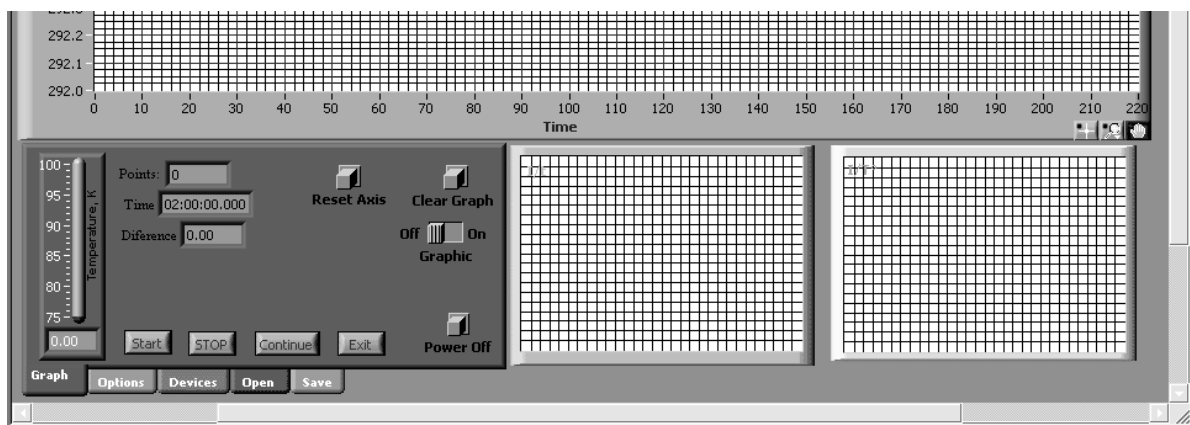 292.2
292.1
292.0
0 10 20 30 40 50 60 70 80 90 100 110 120 130 140 150 160 170 180 190 200 210 220
Time
100
95
90
85
80
75
Temperature, K
0.00
Points: 0
Time 02:00:00.000
Diference 0.00
Reset Axis
Clear Graph
Off On
Graphic
Start STOP Continue Exit
Power Off
Graph Options Devices Open Save